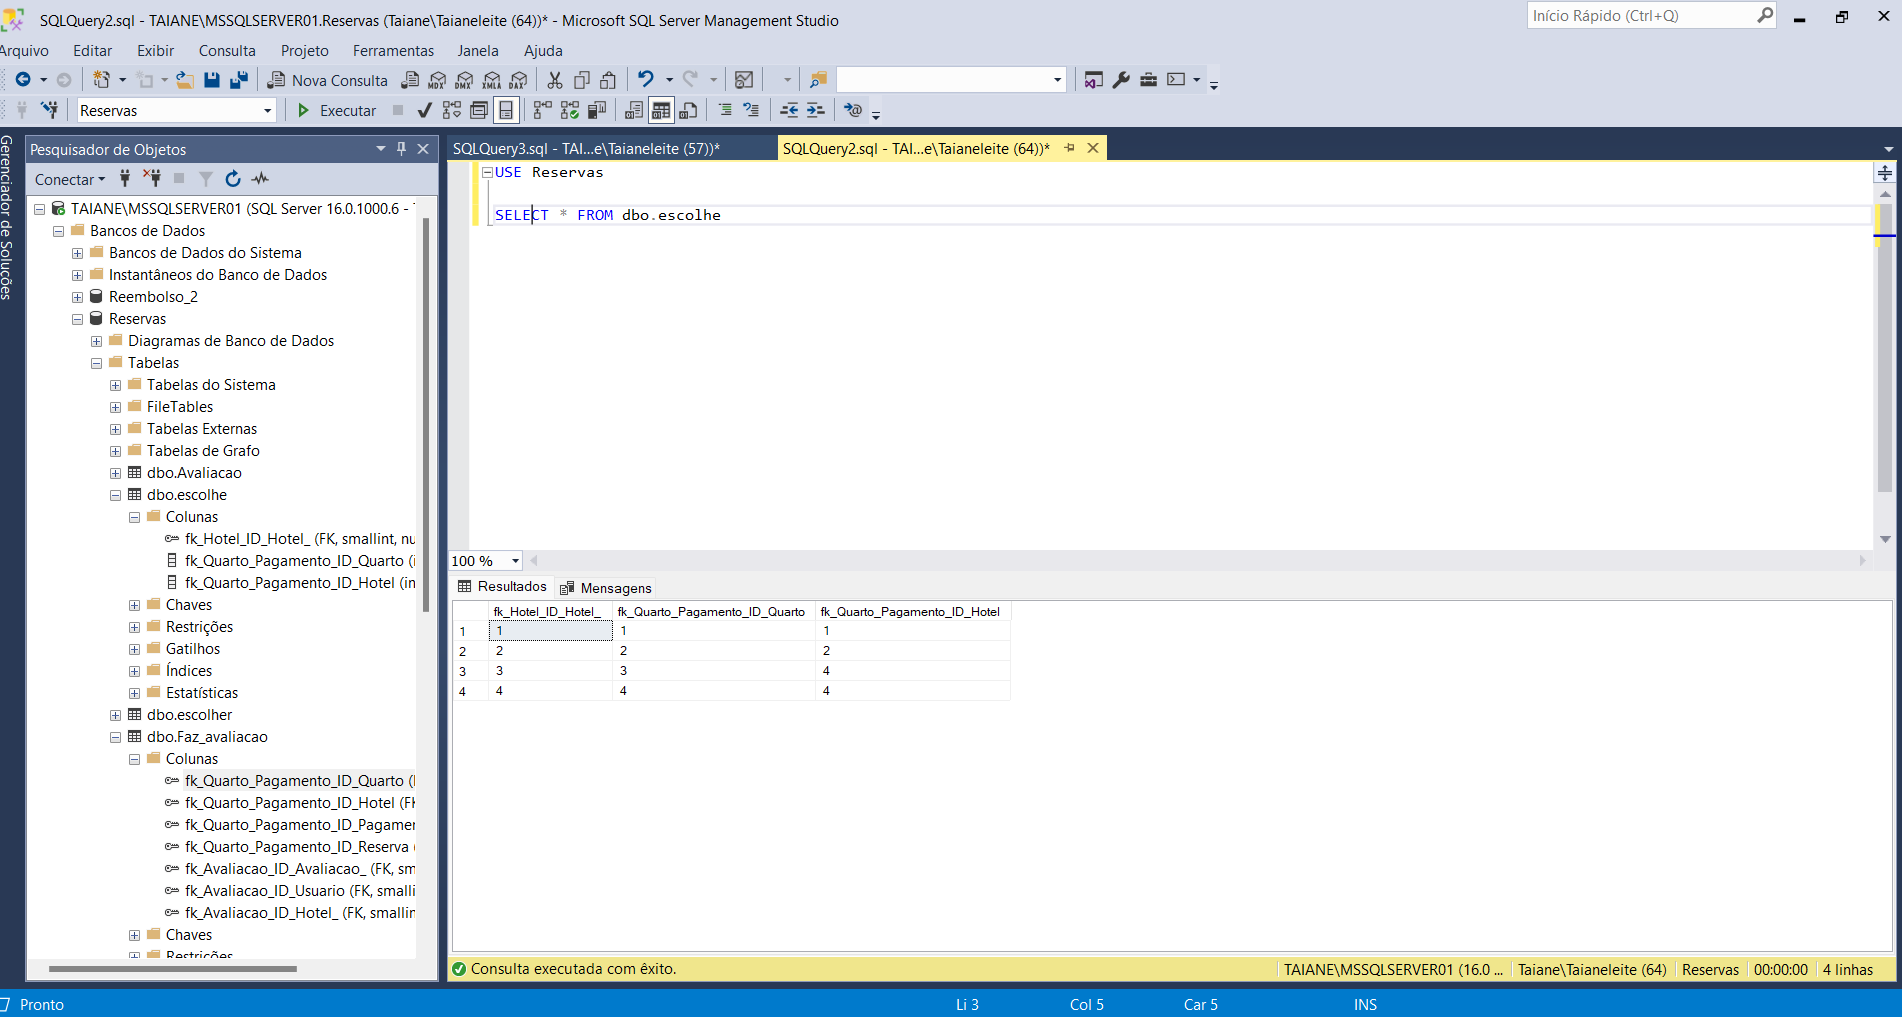 SQLQuery2.sql - TAIANE\MSSQLSERVER01.Reservas (Taiane\Taianeleite (64))* - Microsoft SQL Server Management Studio
Início Rápido (Ctrl+Q)
Arquivo Editar Exibir Consulta Projeto Ferramentas Janela Ajuda
Nova Consulta MDX DMX XMLA DAX
Reservas Executar
Gerenciador de Soluções
Pesquisador de Objetos
Conectar
TAIANE\MSSQLSERVER01 (SQL Server 16.0.1000.6 -
Bancos de Dados
Bancos de Dados do Sistema
Instantâneos do Banco de Dados
Reembolso_2
Reservas
Diagramas de Banco de Dados
Tabelas
Tabelas do Sistema
FileTables
Tabelas Externas
Tabelas de Grafo
dbo.Avaliacao
dbo.escolhe
Colunas
fk_Hotel_ID_Hotel_ (FK, smallint, nu
fk_Quarto_Pagamento_ID_Quarto (i
fk_Quarto_Pagamento_ID_Hotel (in
Chaves
Restrições
Gatilhos
Índices
Estatísticas
dbo.escolher
dbo.Faz_avaliacao
Colunas
fk_Quarto_Pagamento_ID_Quarto (
fk_Quarto_Pagamento_ID_Hotel (FK
fk_Quarto_Pagamento_ID_Pagamen
fk_Quarto_Pagamento_ID_Reserva (
fk_Avaliacao_ID_Avaliacao_ (FK, sm
fk_Avaliacao_ID_Usuario (FK, smalli
fk_Avaliacao_ID_Hotel_ (FK, smallin
Chaves
Restrições
SQLQuery3.sql - TAI...e\Taianeleite (57))*
SQLQuery2.sql - TAI...e\Taianeleite (64))*
USE Reservas
SELECT * FROM dbo.escolhe
100 %
Resultados Mensagens
fk_Hotel_ID_Hotel_ fk_Quarto_Pagamento_ID_Quarto fk_Quarto_Pagamento_ID_Hotel
1 1 1 1
2 2 2 2
3 3 3 4
4 4 4 4
Consulta executada com êxito.
TAIANE\MSSQLSERVER01 (16.0 ... Taiane\Taianeleite (64) Reservas 00:00:00 4 linhas
Pronto Li 3 Col 5 Car 5 INS